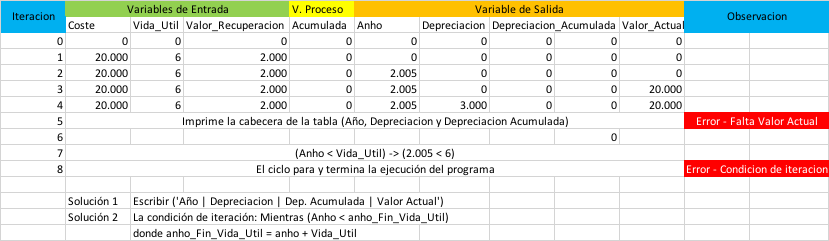 Iteracion Variables de Entrada V. Proceso Variable de Salida Observacion
Coste Vida_Util Valor_Recuperacion Acumulada Anho Depreciacion Depreciacion_Acumulada Valor_Actual
0 0 0 0 0 0 0 0 0
1 20.000 6 2.000 0 0 0 0 0
2 20.000 6 2.000 0 2.005 0 0 0
3 20.000 6 2.000 0 2.005 0 0 20.000
4 20.000 6 2.000 0 2.005 3.000 0 20.000
5 Imprime la cabecera de la tabla (Año, Depreciacion y Depreciacion Acumulada) Error - Falta Valor Actual
6 0
7 (Anho < Vida_Util) -> (2.005 < 6)
8 El ciclo para y termina la ejecución del programa Error - Condicion de iteracion
Solución 1 Escribir ('Año | Depreciacion | Dep. Acumulada | Valor Actual')
Solución 2 La condición de iteración: Mientras (Anho < anho_Fin_Vida_Util)
donde anho_Fin_Vida_Util = anho + Vida_Util